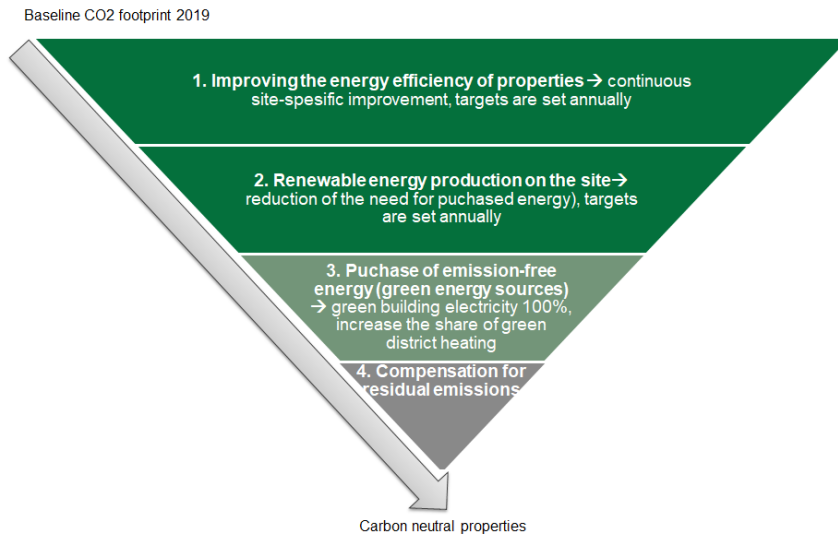 Baseline CO2 footprint 2019
1. Improving the energy efficiency of properties → continuous
site-spesific improvement, targets are set annually
2. Renewable energy production on the site→
reduction of the need for puchased energy), targets
are set annually
3. Puchase of emission-free
energy (green energy sources)
→ green building electricity 100%,
increase the share of green
district heating
4. Compensation for
residual emissions
Carbon neutral properties